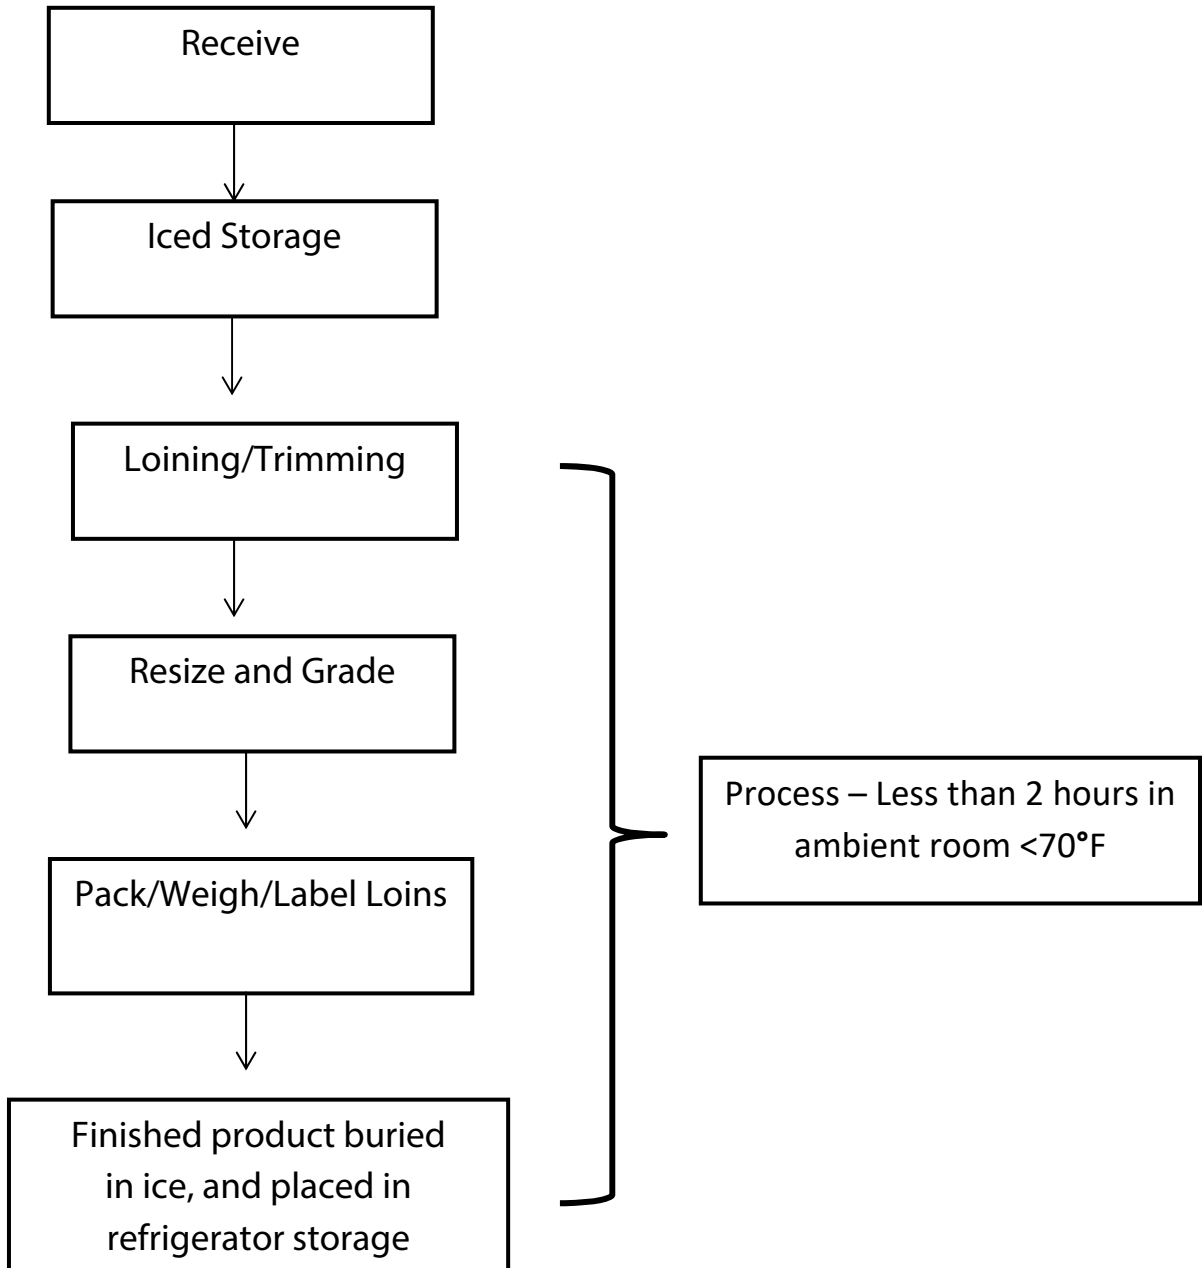 Receive
Iced Storage
Loining/Trimming
Resize and Grade
Process – Less than 2 hours in
ambient room <70°F
Pack/Weigh/Label Loins
Finished product buried
in ice, and placed in
refrigerator storage